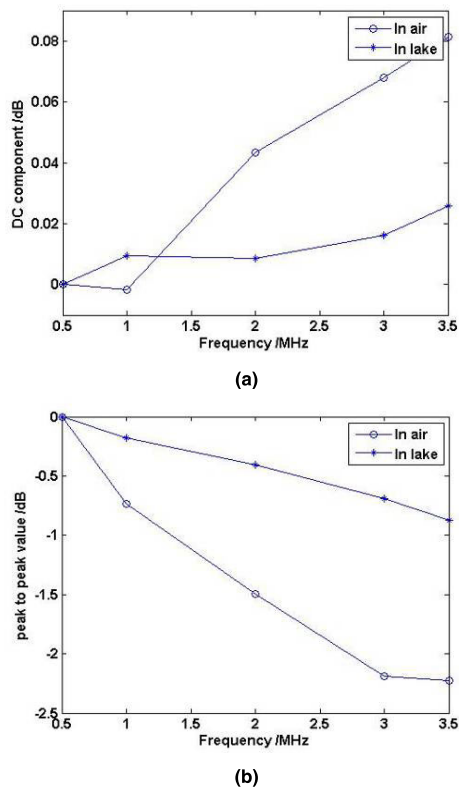 In air
In lake
0.08
0.06
0.04
0.02
0
DC component /dB
0.5 1 1.5 2 2.5 3 3.5
Frequency /MHz
(a)
In air
In lake
0
-0.5
-1
-1.5
-2
-2.5
peak to peak value /dB
0.5 1 1.5 2 2.5 3 3.5
Frequency /MHz
(b)